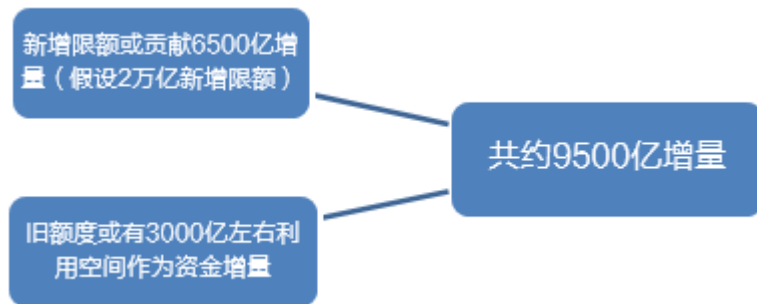 新增限额或贡献6500亿增
量（假设2万亿新增限额）
共约9500亿增量
旧额度或有3000亿左右利
用空间作为资金增量